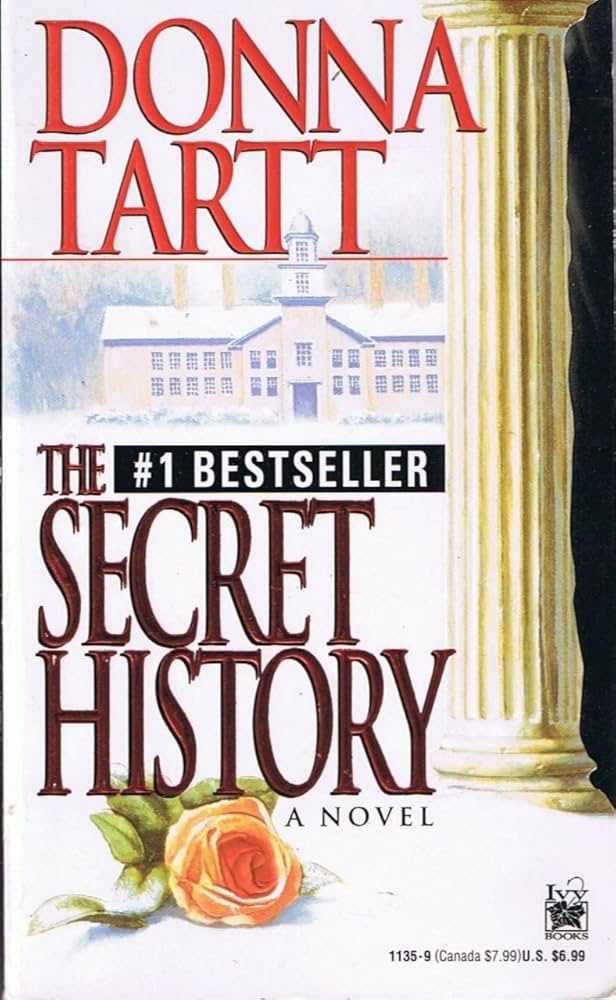 DONNA
TARTT
THE #1 BESTSELLER
SECRET
HISTORY
A NOVEL
Ivy
BOOKS
1135-9 (Canada $7.99) U.S. $6.99